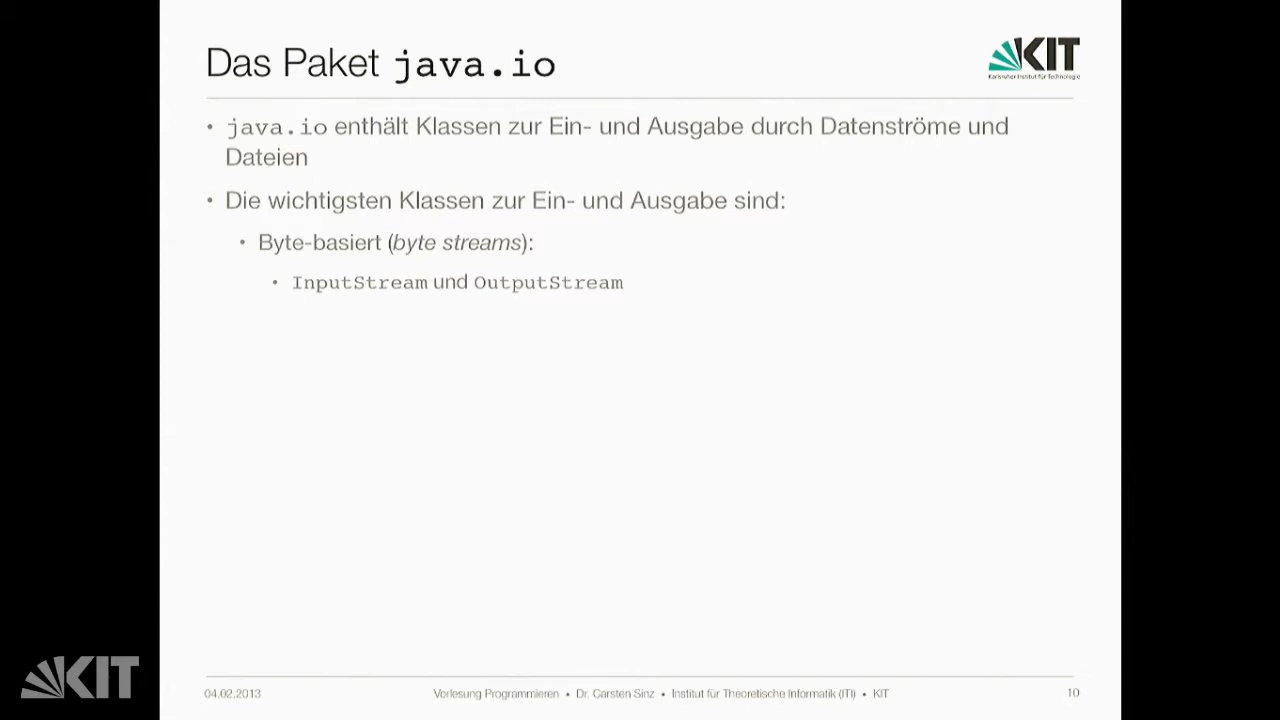 Das Paket java.io
KIT
Karlsruher Institut für Technologie
• java.io enthält Klassen zur Ein- und Ausgabe durch Datenströme und
Dateien
• Die wichtigsten Klassen zur Ein- und Ausgabe sind:
• Byte-basiert (byte streams):
• InputStream und OutputStream
KIT
04.02.2013
Vorlesung Programmieren • Dr. Carsten Sinz • Institut für Theoretische Informatik (ITI) • KIT
10